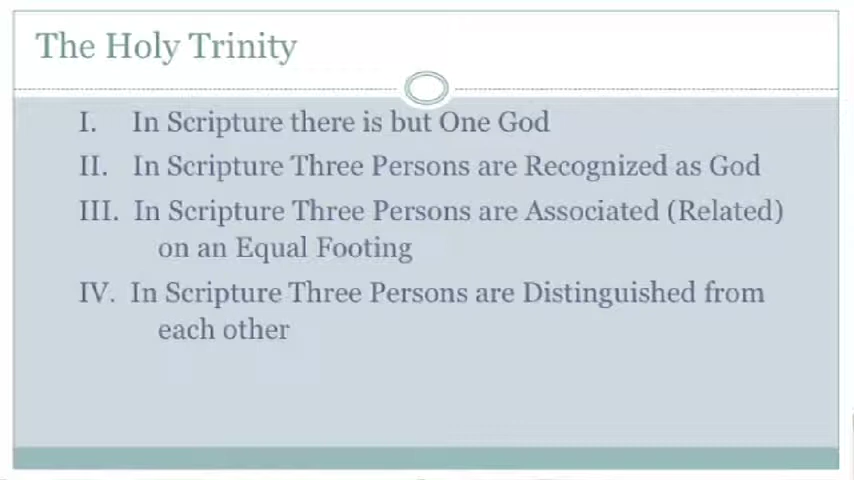 The Holy Trinity
I. In Scripture there is but One God
II. In Scripture Three Persons are Recognized as God
III. In Scripture Three Persons are Associated (Related)
on an Equal Footing
IV. In Scripture Three Persons are Distinguished from
each other